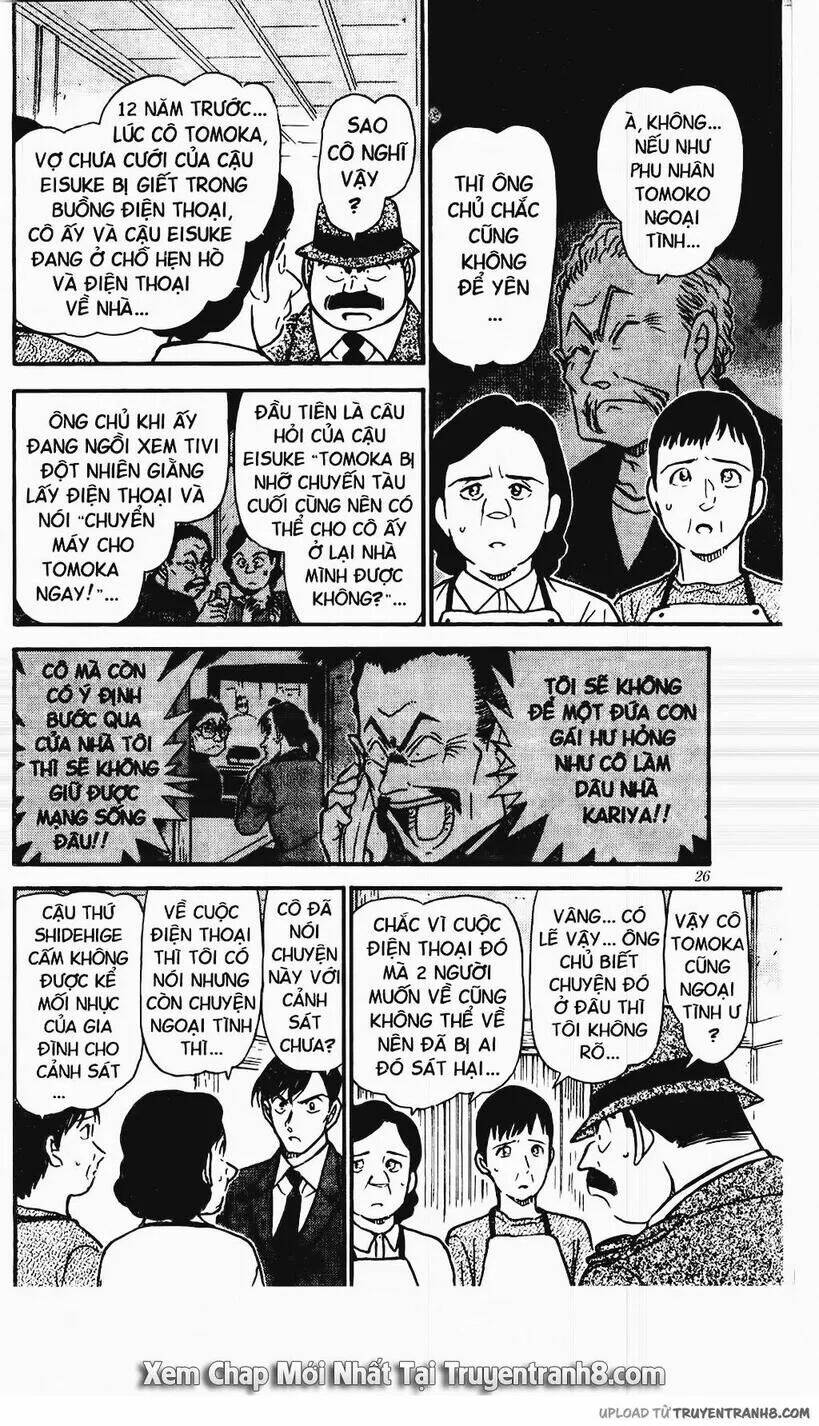 À, KHÔNG...
NẾU NHƯ
PHU NHÂN
TOMOKO
NGOẠI
TÌNH...
THÌ ÔNG
CHỦ CHẮC
CŨNG
KHÔNG
ĐỂ YÊN
...
SAO
CÔ NGHĨ
VẬY
?
12 NĂM TRƯỚC...
LÚC CÔ TOMOKA,
VỢ CHƯA CƯỚI CỦA CẬU
EISUKE BỊ GIẾT TRONG
BUỒNG ĐIỆN THOẠI,
CÔ ẤY VÀ CẬU EISUKE
ĐANG Ở CHỖ HẸN HÒ
VÀ ĐIỆN THOẠI
VỀ NHÀ...
ĐẦU TIÊN LÀ CÂU
HỎI CỦA CẬU
EISUKE "TOMOKA BỊ
NHỠ CHUYẾN TÀU
CUỐI CÙNG NÊN CÓ
THỂ CHO CÔ ẤY
Ở LẠI NHÀ
MÌNH ĐƯỢC
KHÔNG?"...
ÔNG CHỦ KHI ẤY
ĐANG NGỒI XEM TIVI
ĐỘT NHIÊN GIẰNG
LẤY ĐIỆN THOẠI VÀ
NÓI "CHUYỂN
MÁY CHO
TOMOKA
NGAY!"...
TÔI SẼ KHÔNG
ĐỂ MỘT ĐỨA CON
GÁI HƯ HỎNG
NHƯ CÔ LÀM
DÂU NHÀ
KARIYA!!
CÔ MÀ CÒN
CÓ Ý ĐỊNH
BƯỚC QUA
CỬA NHÀ TÔI
THÌ SẼ KHÔNG
GIỮ ĐƯỢC
MẠNG SỐNG
ĐÂU!!
26
VẬY CÔ
TOMOKA
CŨNG
NGOẠI
TÌNH Ư
?
VÂNG... CÓ
LẼ VẬY... ÔNG
CHỦ BIẾT
CHUYỆN ĐÓ
Ở ĐÂU THÌ
TÔI KHÔNG
RÕ...
CHẮC VÌ CUỘC
ĐIỆN THOẠI ĐÓ
MÀ 2 NGƯỜI
MUỐN VỀ CŨNG
KHÔNG THỂ VỀ
NÊN ĐÃ BỊ AI
ĐÓ SÁT HẠI...
CÔ ĐÃ
NÓI
CHUYỆN
NÀY VỚI
CẢNH
SÁT
CHƯA?
VỀ CUỘC
ĐIỆN THOẠI
THÌ TÔI CÓ
NÓI NHƯNG
CÒN CHUYỆN
NGOẠI TÌNH
THÌ...
CẬU THỨ
SHIDEHIGE
CẤM KHÔNG
ĐƯỢC KỂ
MỐI NHỤC
CỦA GIA
ĐÌNH CHO
CẢNH SÁT
...
Xem Chap Mới Nhất Tại Truyentranh8.com
UPLOAD TỪ TRUYENTRANH8.COM